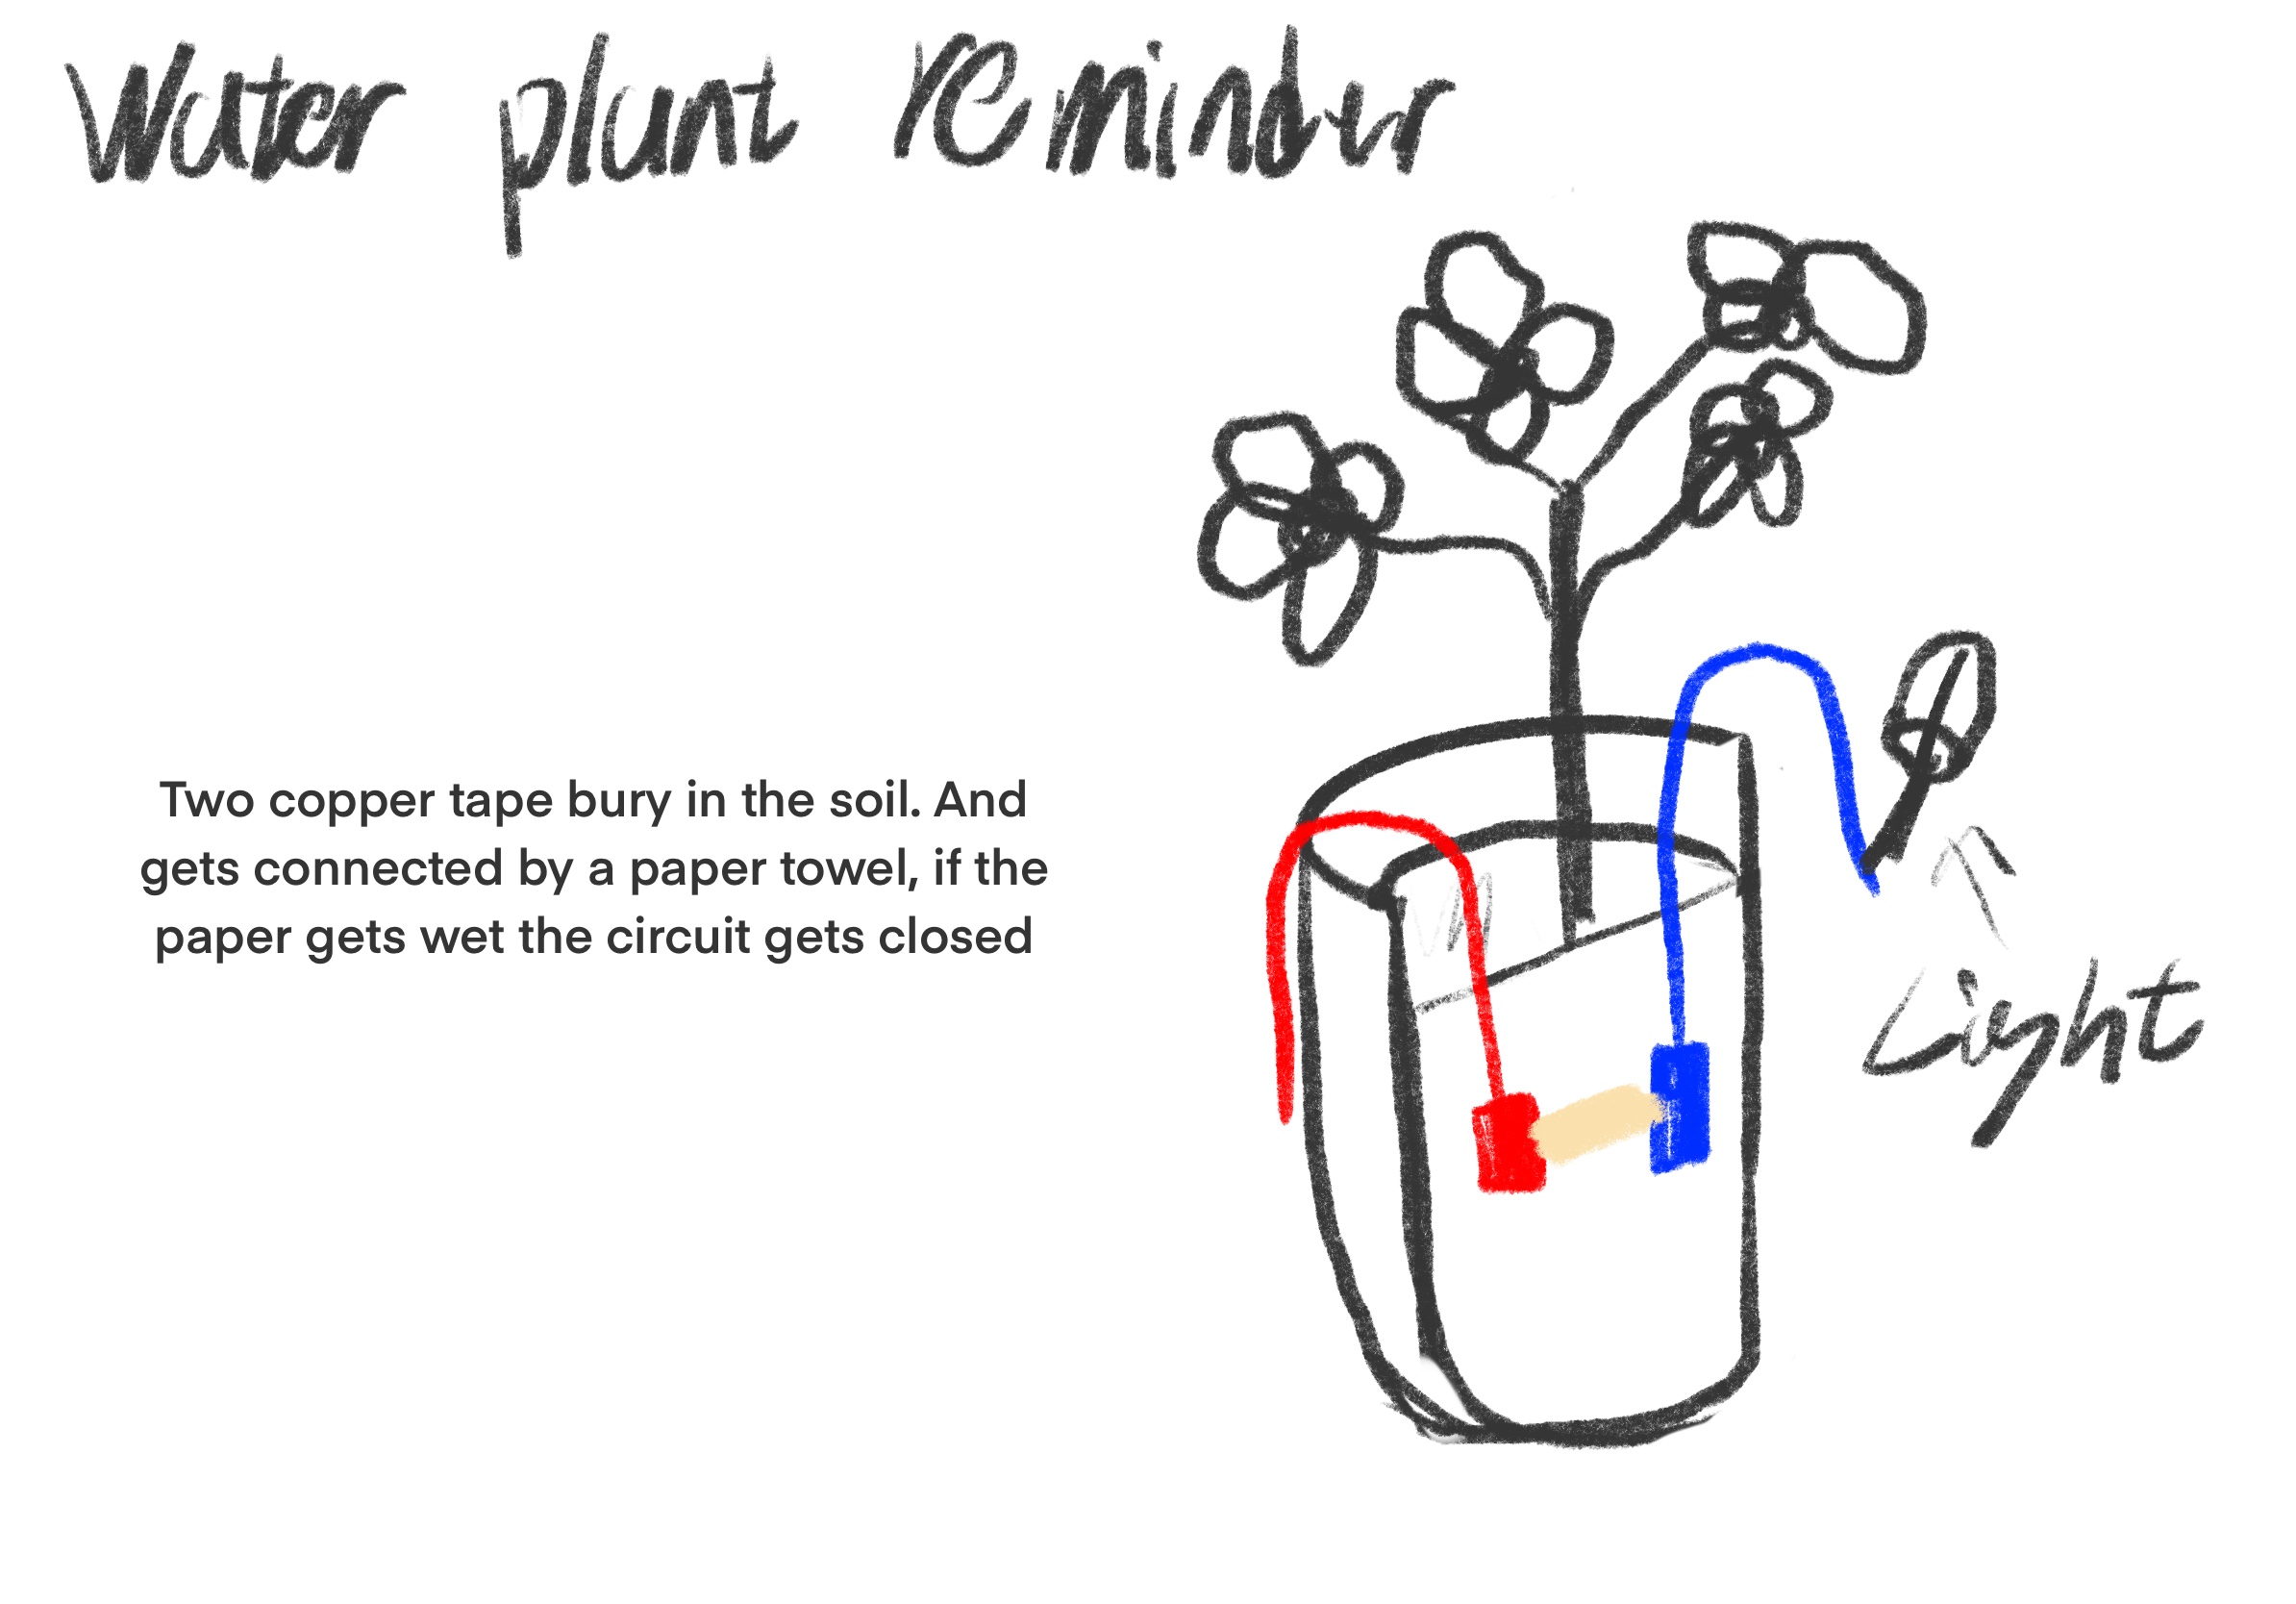 Water plant reminder
Two copper tape bury in the soil. And
gets connected by a paper towel, if the
paper gets wet the circuit gets closed
Light